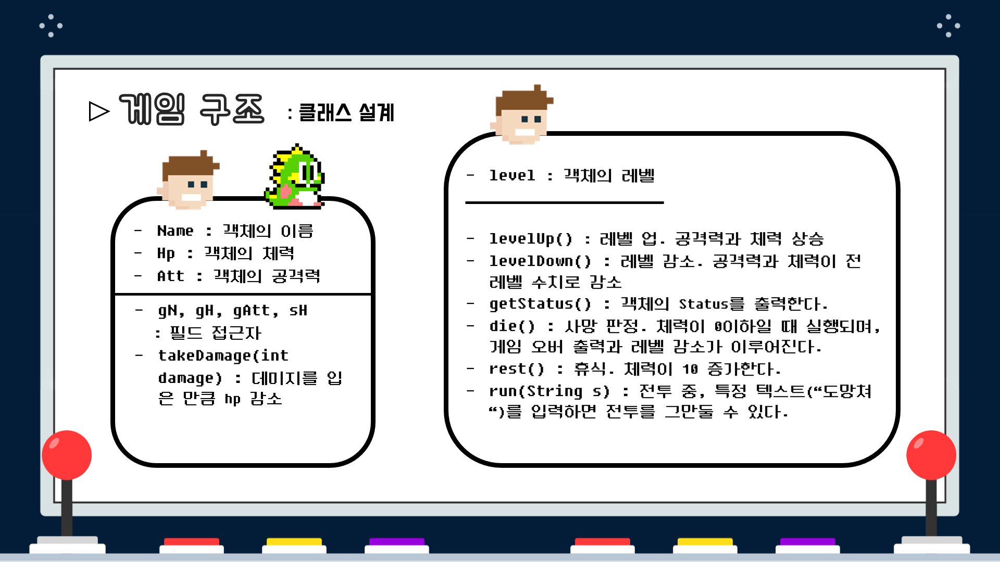 ▷ 게임 구조 : 클래스 설계
- Name : 객체의 이름
- Hp : 객체의 체력
- Att : 객체의 공격력
- gN, gH, gAtt, sH
: 필드 접근자
- takeDamage(int
damage) : 데미지를 입
은 만큼 hp 감소
- level : 객체의 레벨
- levelUp() : 레벨 업. 공격력과 체력 상승
- levelDown() : 레벨 감소. 공격력과 체력이 전
레벨 수치로 감소
- getStatus() : 객체의 Status를 출력한다.
- die() : 사망 판정. 체력이 0이하일 때 실행되며,
게임 오버 출력과 레벨 감소가 이루어진다.
- rest() : 휴식. 체력이 10 증가한다.
- run(String s) : 전투 중, 특정 텍스트(“도망쳐
“)를 입력하면 전투를 그만둘 수 있다.